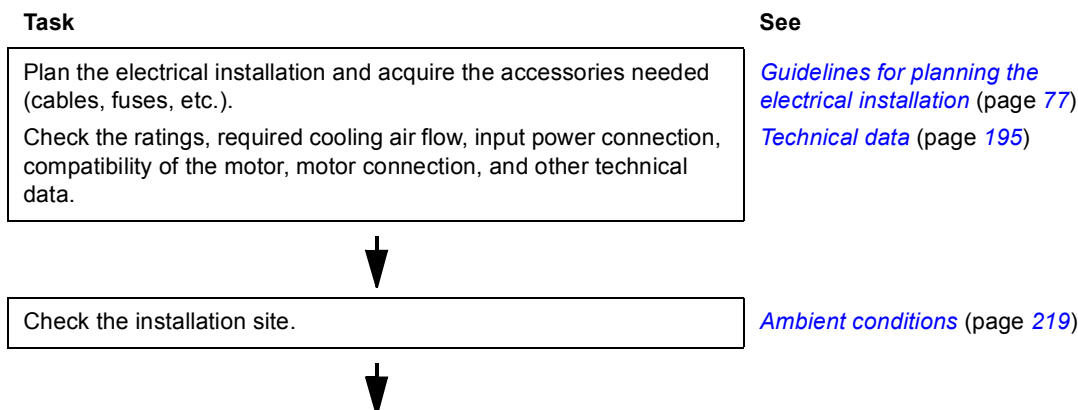 Task See
Plan the electrical installation and acquire the accessories needed
(cables, fuses, etc.).
Guidelines for planning the
electrical installation (page 77)
Check the ratings, required cooling air flow, input power connection,
compatibility of the motor, motor connection, and other technical
data.
Technical data (page 195)
Check the installation site.
Ambient conditions (page 219)